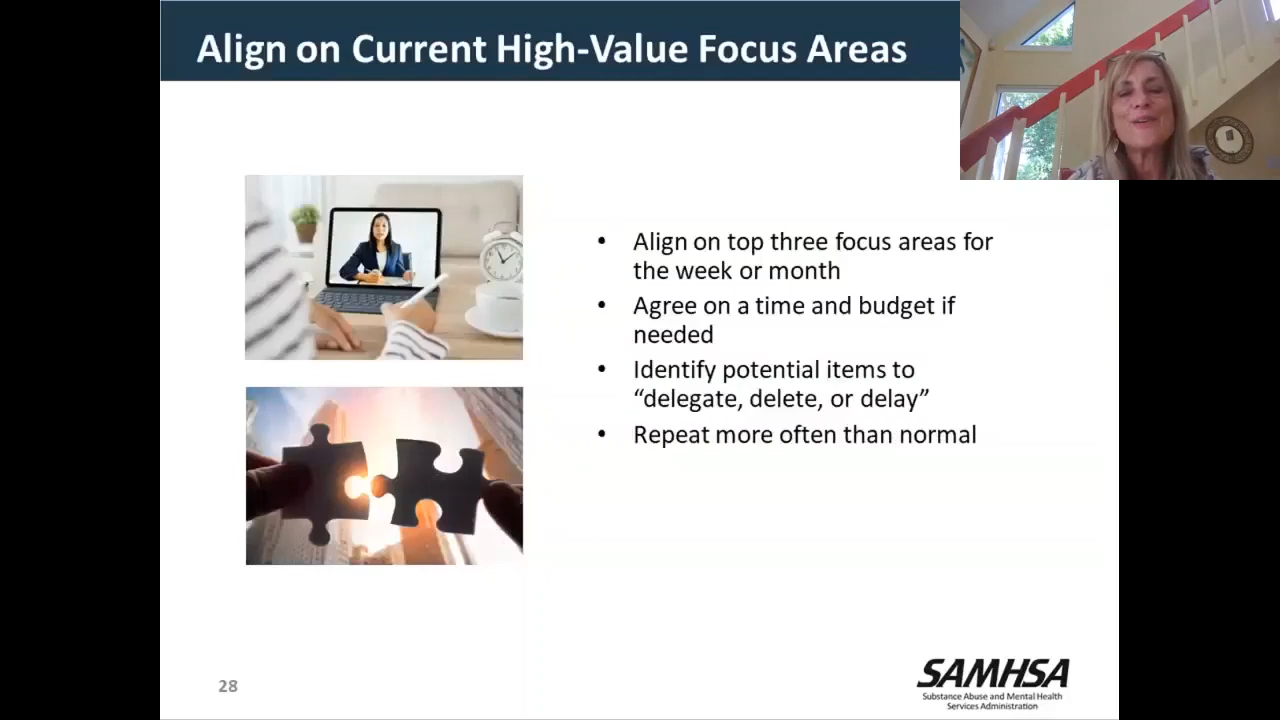 Align on Current High-Value Focus Areas
• Align on top three focus areas for
the week or month
• Agree on a time and budget if
needed
• Identify potential items to
“delegate, delete, or delay”
• Repeat more often than normal
28
SAMHSA
Substance Abuse and Mental Health
Services Administration